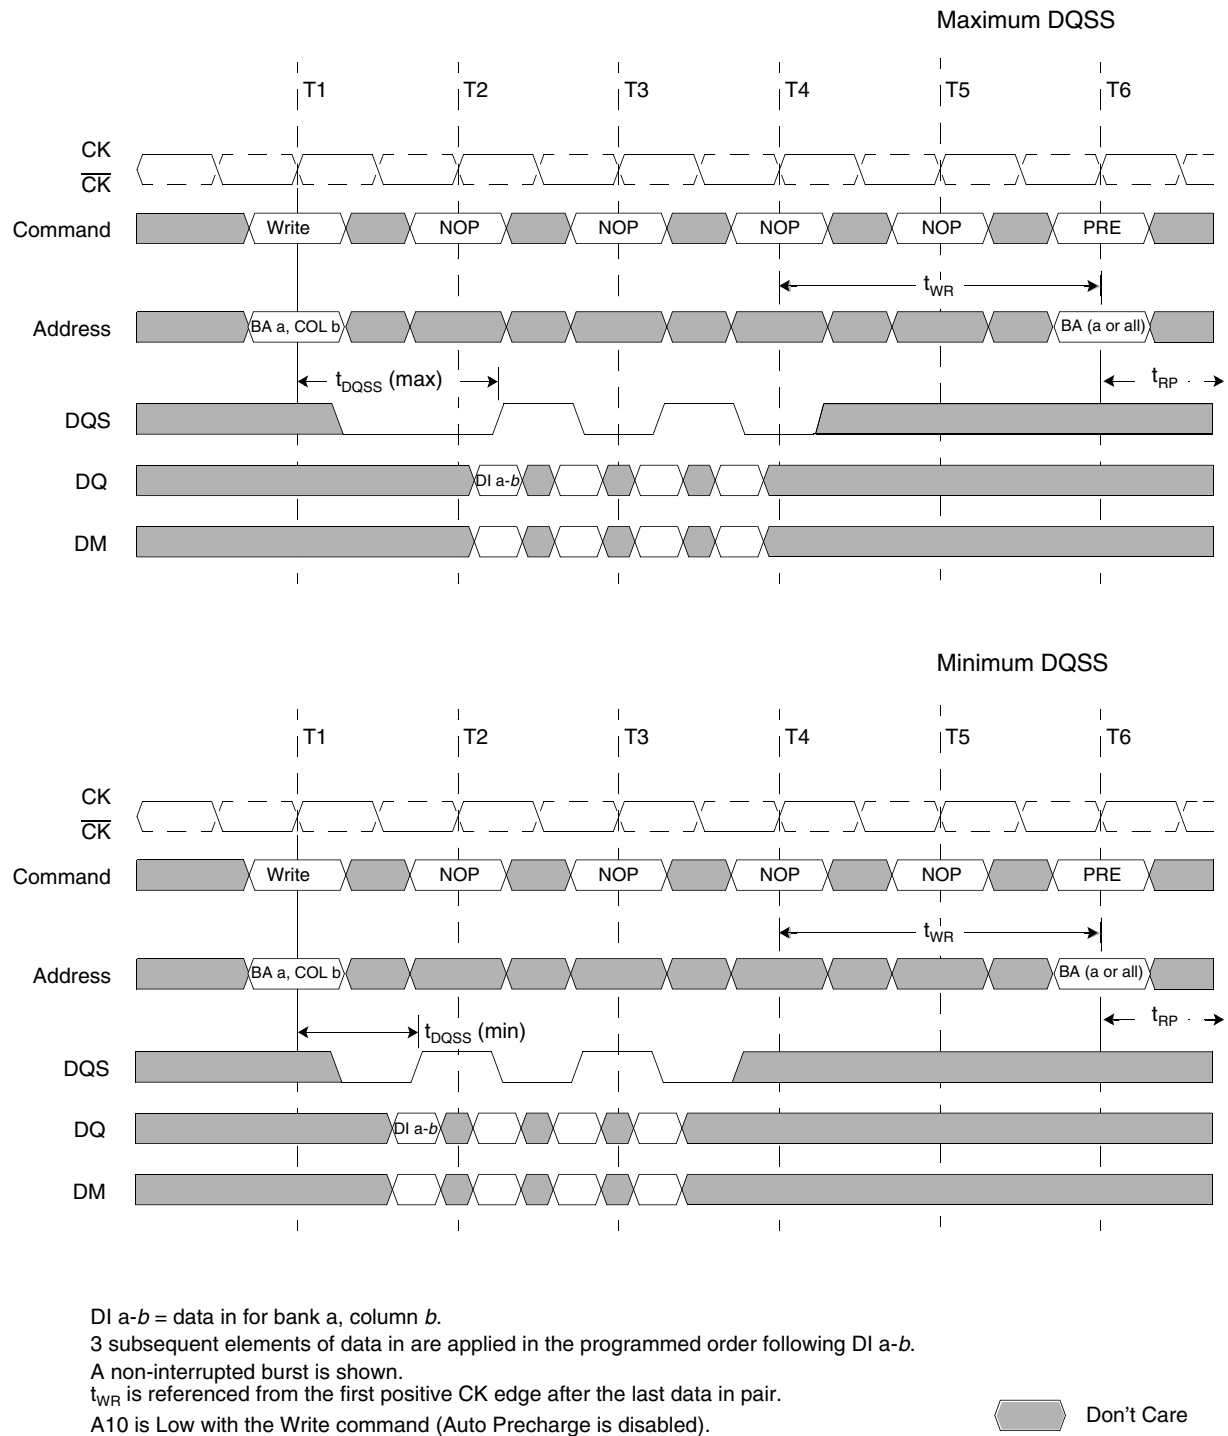 Maximum DQSS
T1 T2 T3 T4 T5 T6
CK
CK
Command Write NOP NOP NOP NOP PRE
tWR
Address BA a, COL b BA (a or all)
tDQSS (max) tRP
DQS
DQ DI a-b
DM
Minimum DQSS
T1 T2 T3 T4 T5 T6
CK
CK
Command Write NOP NOP NOP NOP PRE
tWR
Address BA a, COL b BA (a or all)
tDQSS (min) tRP
DQS
DQ DI a-b
DM
DI a-b = data in for bank a, column b.
3 subsequent elements of data in are applied in the programmed order following DI a-b.
A non-interrupted burst is shown.
tWR is referenced from the first positive CK edge after the last data in pair.
A10 is Low with the Write command (Auto Precharge is disabled).
Don't Care